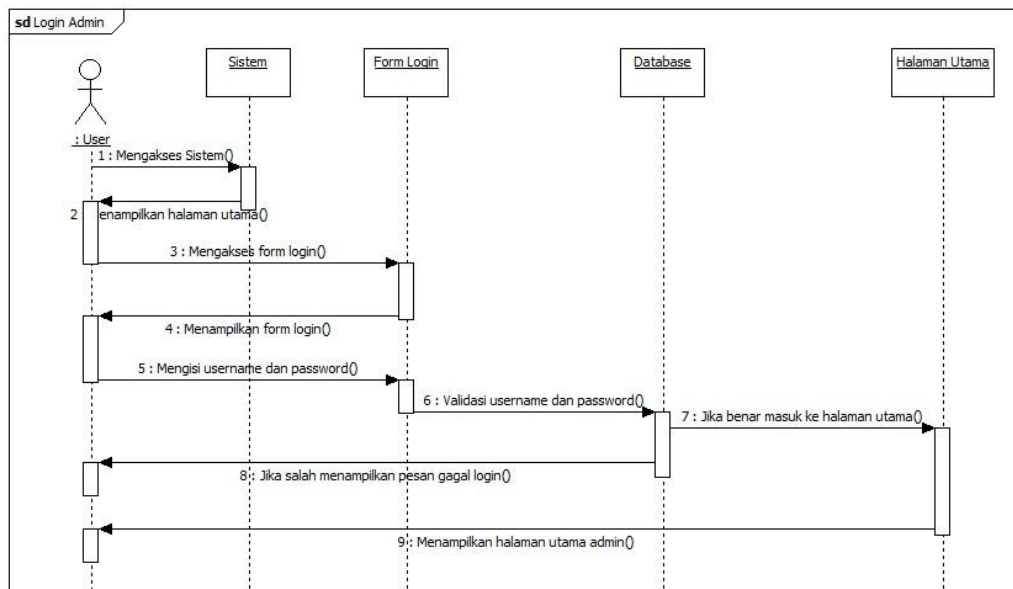 sd Login Admin
Sistem
Form Login
Database
Halaman Utama
: User
1 : Mengakses Sistem()
2 : enampilkan halaman utama()
3 : Mengakses form login()
4 : Menampilkan form login()
5 : Mengisi username dan password()
6 : Validasi username dan password()
7 : Jika benar masuk ke halaman utama()
8 : Jika salah menampilkan pesan gagal login()
9 : Menampilkan halaman utama admin()